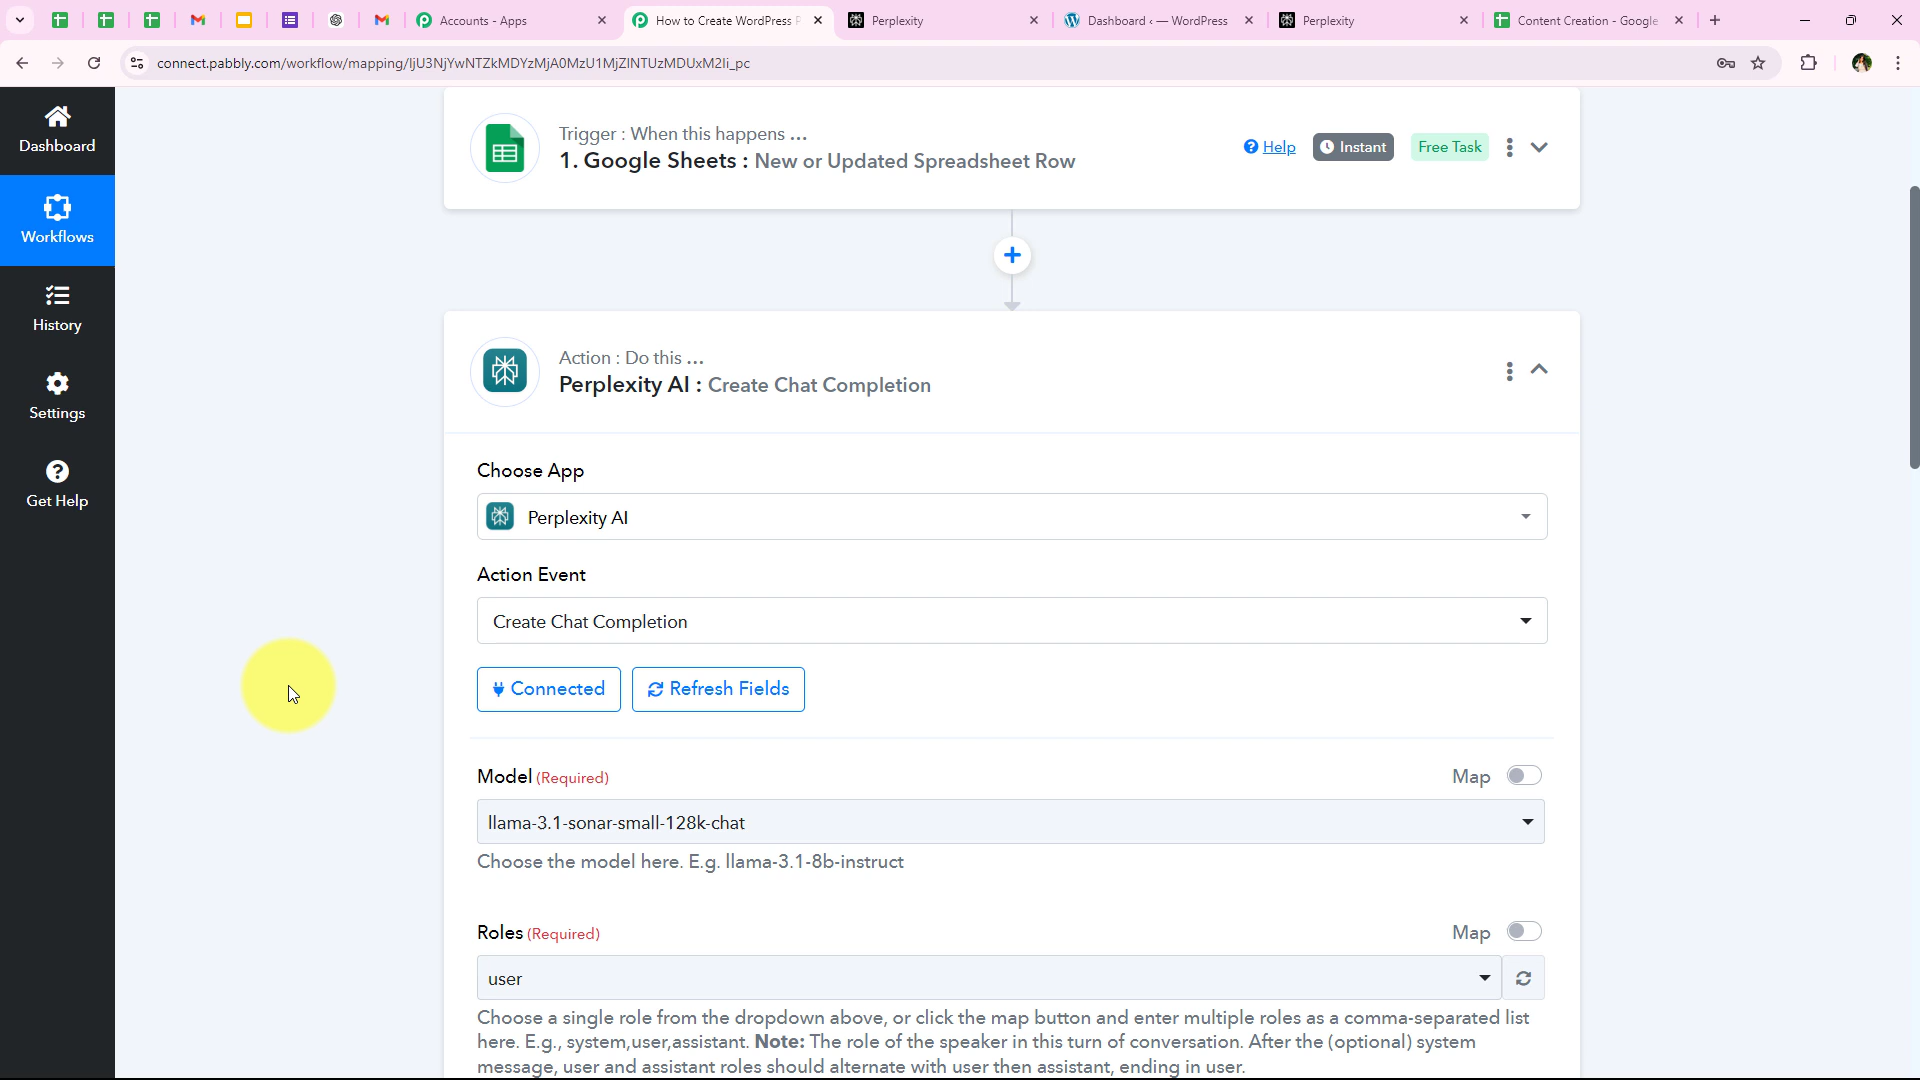 Accounts - Apps
How to Create WordPress P
Perplexity
Dashboard ‹ — WordPress
Perplexity
Content Creation - Google
connect.pabbly.com/workflow/mapping/IjU3NjYwNTZkMDYzMjA0MzU1MjZlNTUzMDUxM2Ii_pc
Dashboard
Workflows
History
Settings
Get Help
Trigger : When this happens ...
1. Google Sheets : New or Updated Spreadsheet Row
Help
Instant
Free Task
Action : Do this ...
Perplexity AI : Create Chat Completion
Choose App
Perplexity AI
Action Event
Create Chat Completion
Connected
Refresh Fields
Model (Required)
Map
llama-3.1-sonar-small-128k-chat
Choose the model here. E.g. llama-3.1-8b-instruct
Roles (Required)
Map
user
Choose a single role from the dropdown above, or click the map button and enter multiple roles as a comma-separated list
here. E.g., system,user,assistant. Note: The role of the speaker in this turn of conversation. After the (optional) system
message, user and assistant roles should alternate with user then assistant, ending in user.